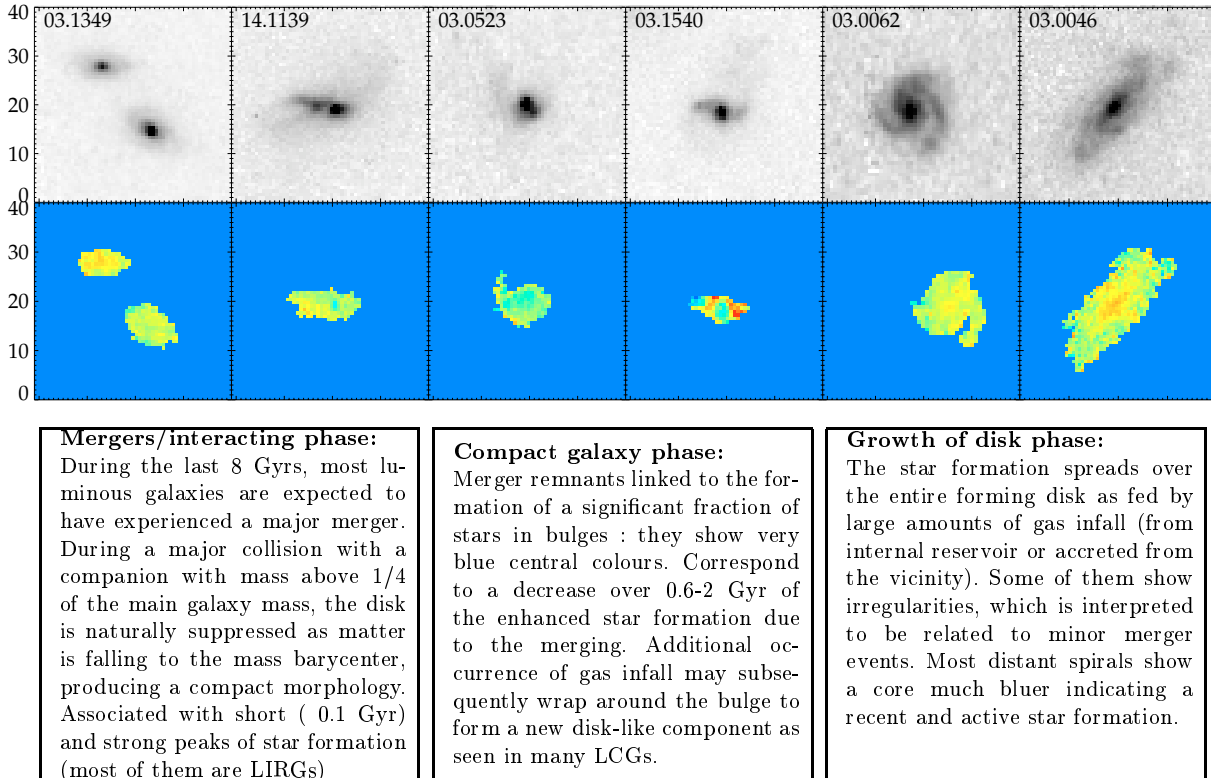 40
03.1349
14.1139
03.0523
03.1540
03.0062
03.0046
30
20
10
0
40
30
20
10
0
Mergers/interacting phase:
During the last 8 Gyrs, most lu-
minous galaxies are expected to
have experienced a major merger.
During a major collision with a
companion with mass above 1/4
of the main galaxy mass, the disk
is naturally suppressed as matter
is falling to the mass barycenter,
producing a compact morphology.
Associated with short ( 0.1 Gyr)
and strong peaks of star formation
(most of them are LIRGs)
Compact galaxy phase:
Merger remnants linked to the for-
mation of a significant fraction of
stars in bulges : they show very
blue central colours. Correspond
to a decrease over 0.6-2 Gyr of
the enhanced star formation due
to the merging. Additional oc-
currence of gas infall may subse-
quently wrap around the bulge to
form a new disk-like component as
seen in many LCGs.
Growth of disk phase:
The star formation spreads over
the entire forming disk as fed by
large amounts of gas infall (from
internal reservoir or accreted from
the vicinity). Some of them show
irregularities, which is interpreted
to be related to minor merger
events. Most distant spirals show
a core much bluer indicating a
recent and active star formation.